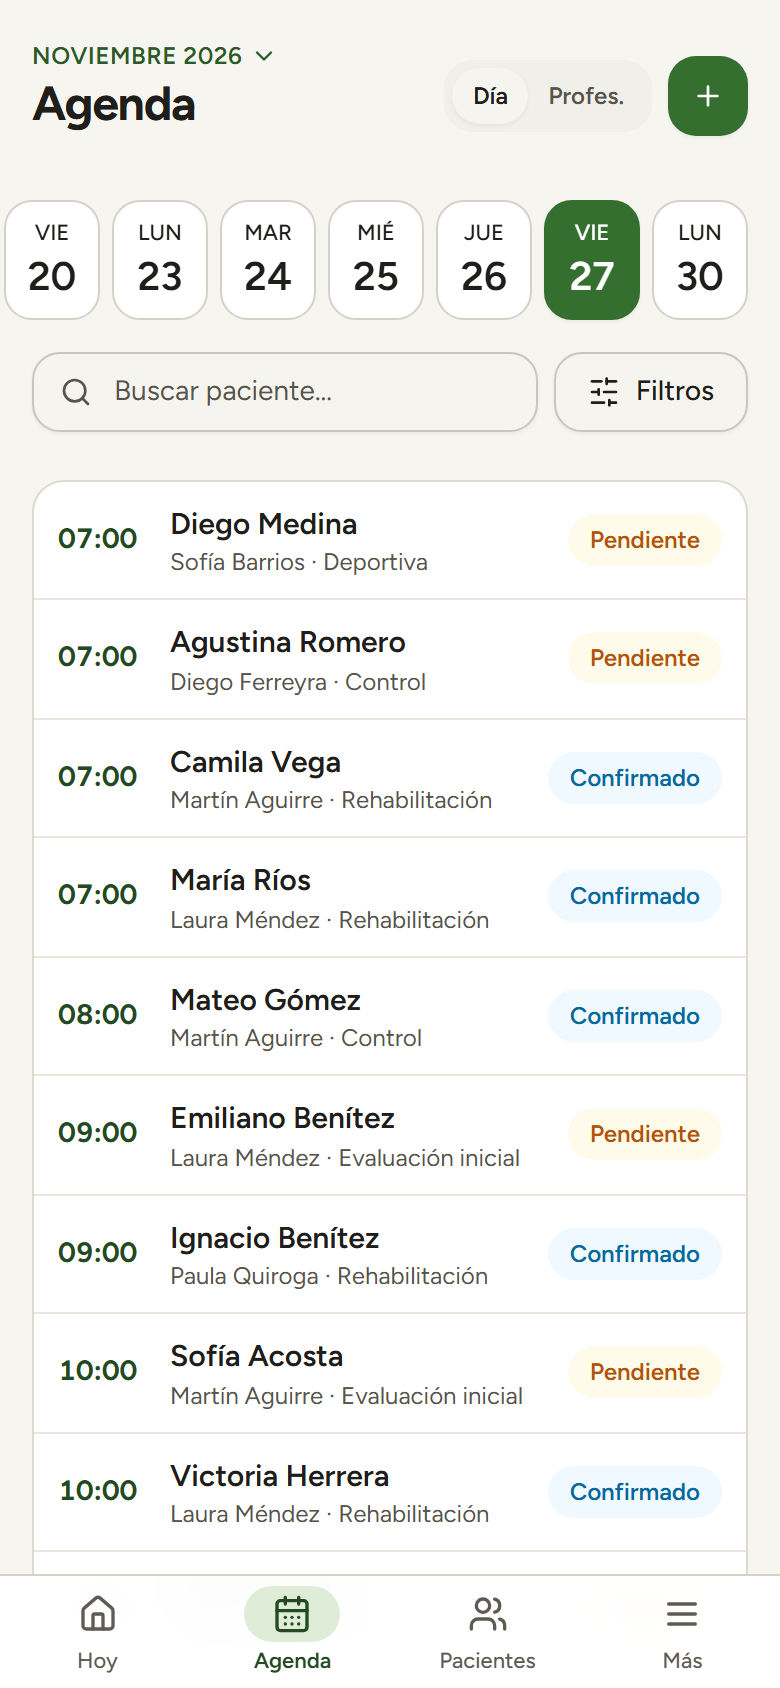 NOVIEMBRE 2026
Agenda
Día
Profes.
VIE
20
LUN
23
MAR
24
MIÉ
25
JUE
26
VIE
27
LUN
30
Buscar paciente...
Filtros
07:00
Diego Medina
Sofía Barrios · Deportiva
Pendiente
07:00
Agustina Romero
Diego Ferreyra · Control
Pendiente
07:00
Camila Vega
Martín Aguirre · Rehabilitación
Confirmado
07:00
María Ríos
Laura Méndez · Rehabilitación
Confirmado
08:00
Mateo Gómez
Martín Aguirre · Control
Confirmado
09:00
Emiliano Benítez
Laura Méndez · Evaluación inicial
Pendiente
09:00
Ignacio Benítez
Paula Quiroga · Rehabilitación
Confirmado
10:00
Sofía Acosta
Martín Aguirre · Evaluación inicial
Pendiente
10:00
Victoria Herrera
Laura Méndez · Rehabilitación
Confirmado
Hoy
Agenda
Pacientes
Más